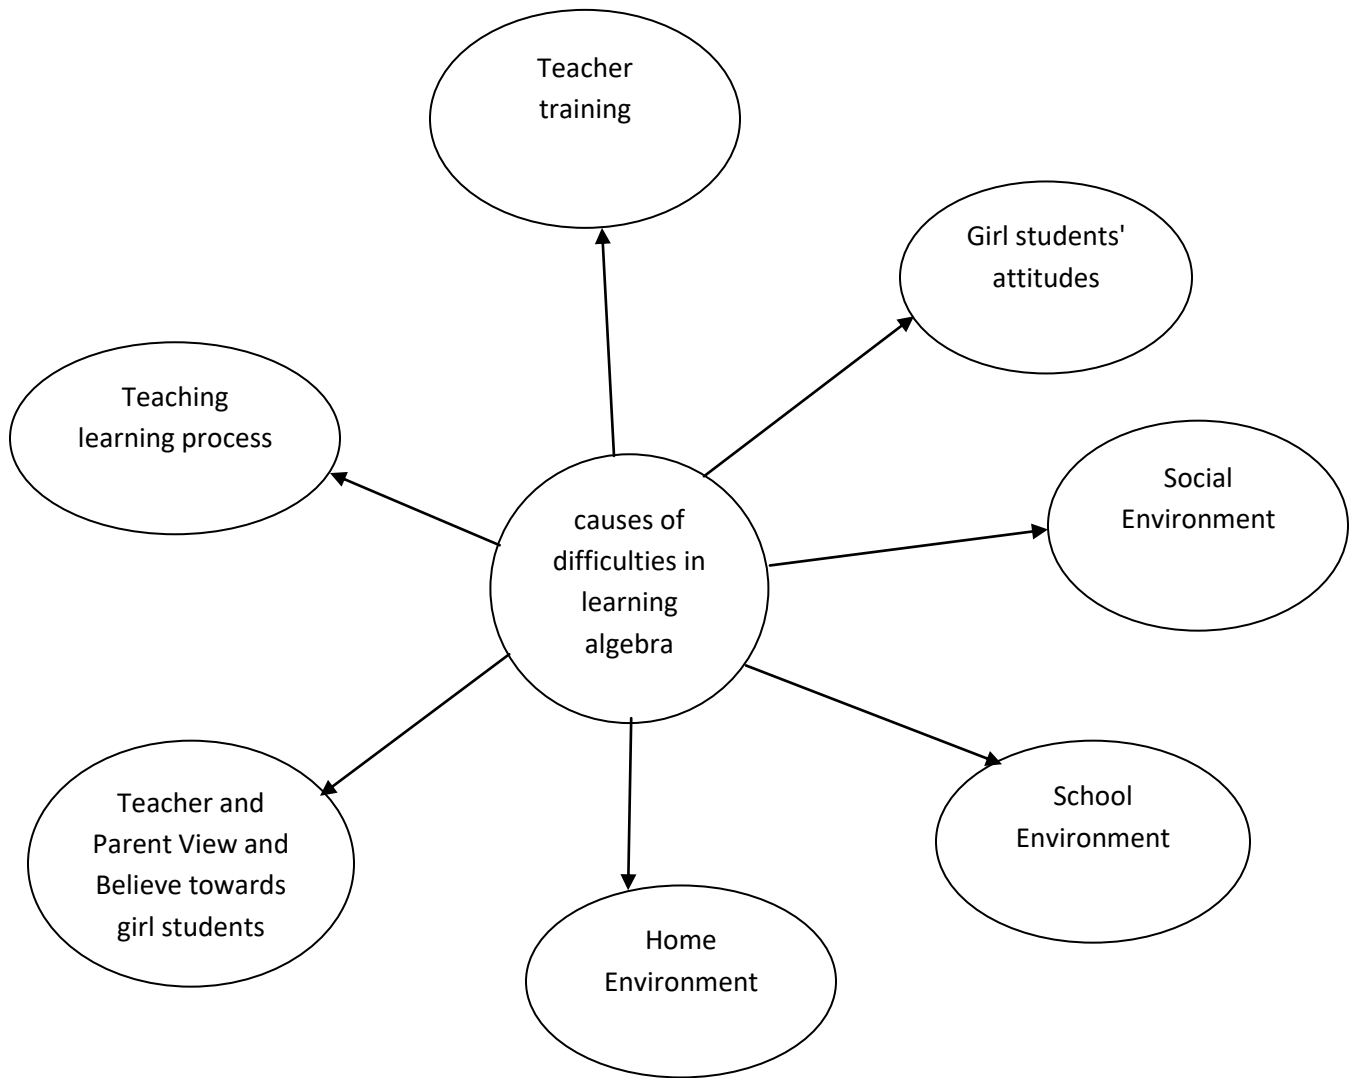 Teacher
training
Girl students'
attitudes
Teaching
learning process
Social
Environment
causes of
difficulties in
learning
algebra
Teacher and
Parent View and
Believe towards
girl students
School
Environment
Home
Environment